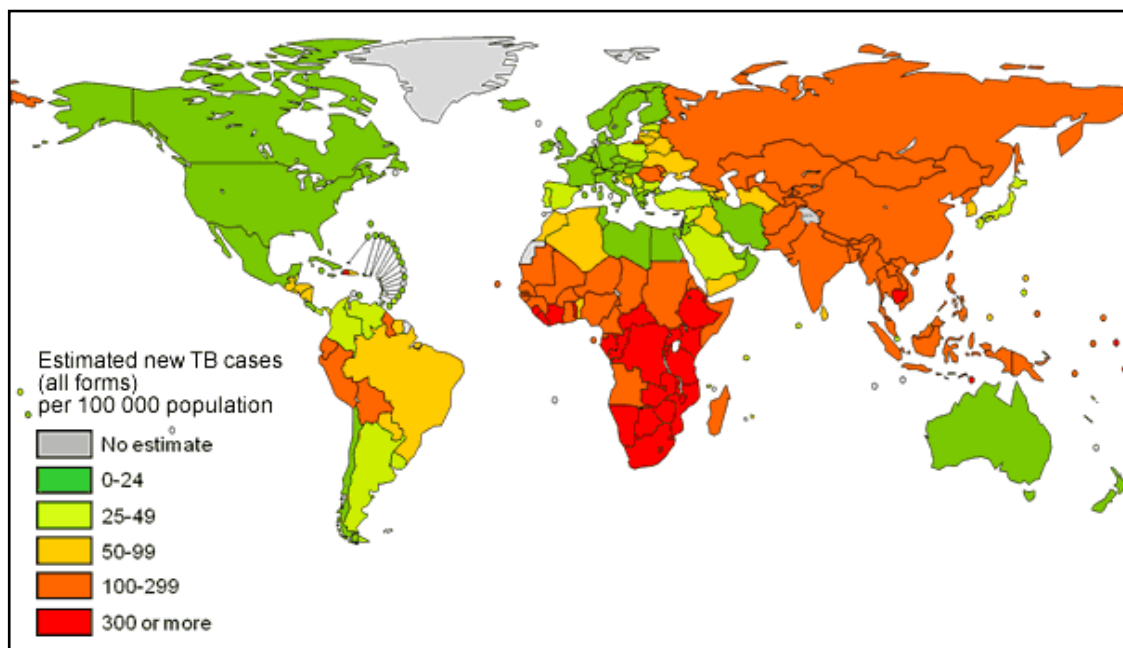 Estimated new TB cases
(all forms)
per 100 000 population
No estimate
0-24
25-49
50-99
100-299
300 or more